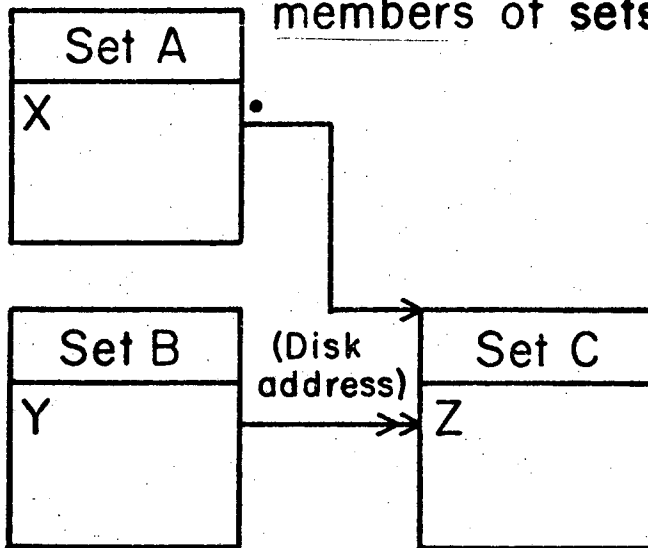 members of sets
Set A
X
Set B
(Disk
address)
Set C
Y
Z